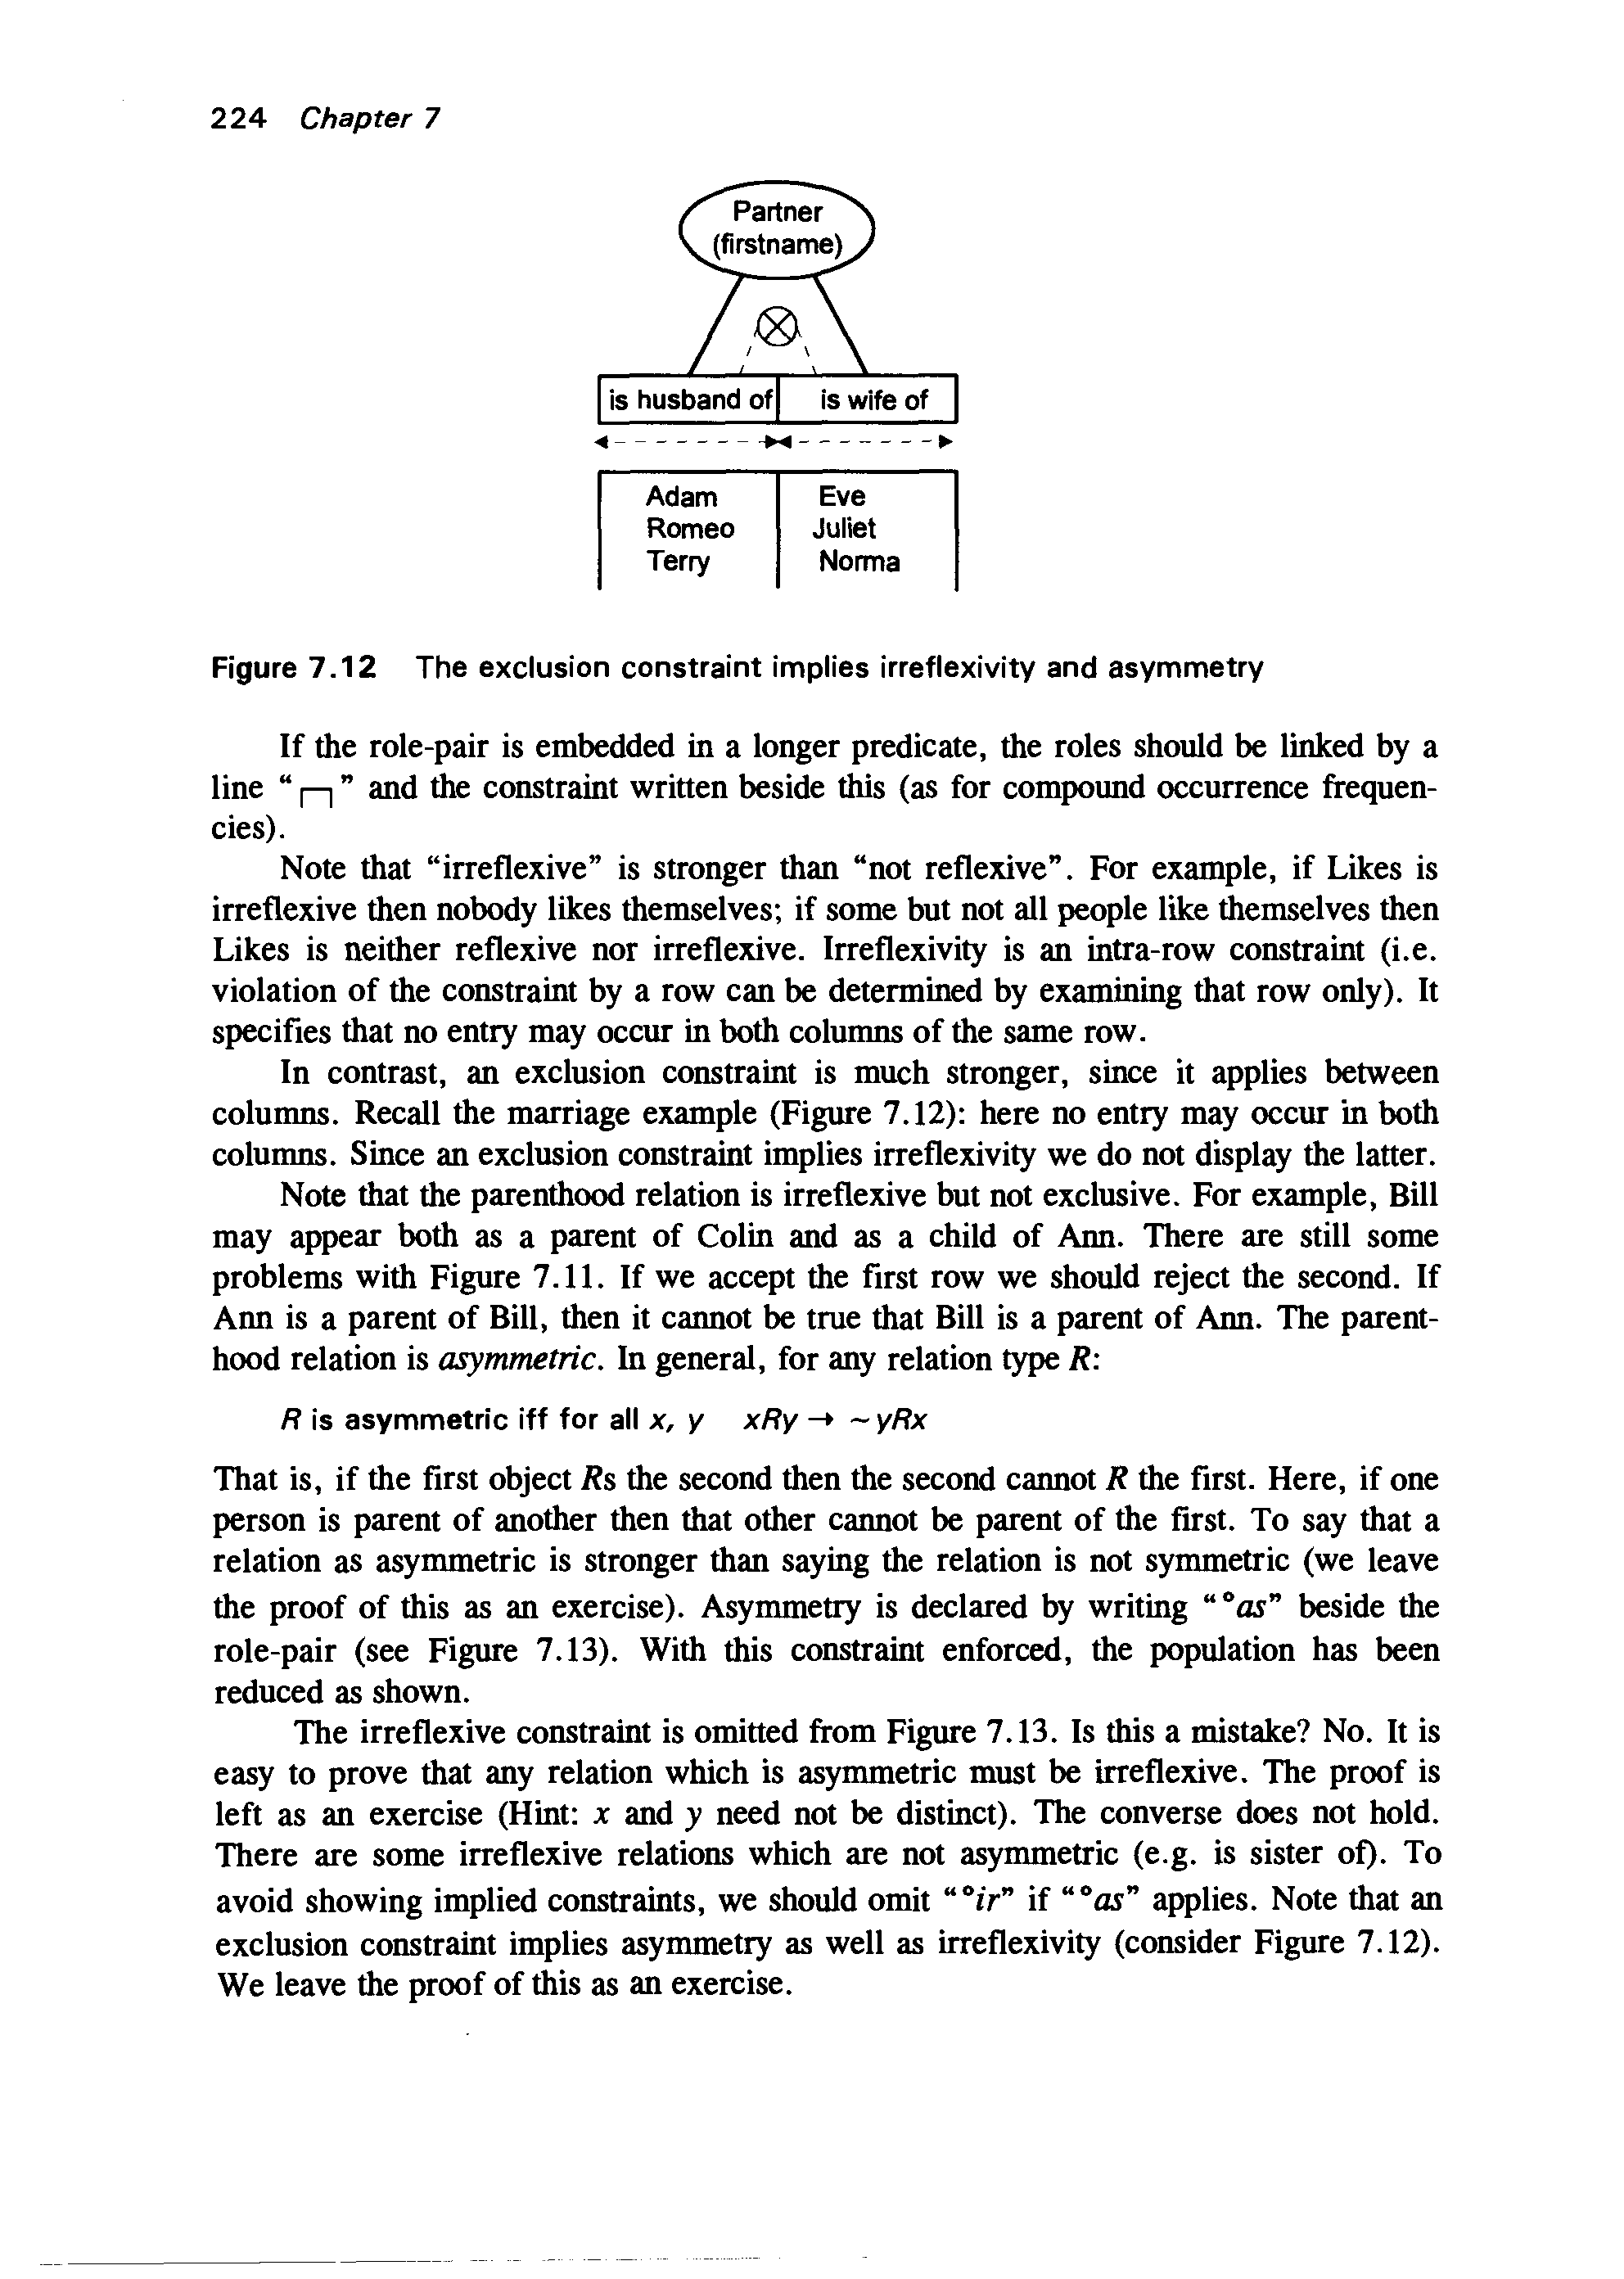 224 Chapter 7
Partner
(firstname)
is husband of is wife of
Adam Eve
Romeo Juliet
Terry Norma
Figure 7.12 The exclusion constraint implies irreflexivity and asymmetry
If the role-pair is embedded in a longer predicate, the roles should be linked by a
line “┌┐” and the constraint written beside this (as for compound occurrence frequen-
cies).
Note that “irreflexive” is stronger than “not reflexive”. For example, if Likes is
irreflexive then nobody likes themselves; if some but not all people like themselves then
Likes is neither reflexive nor irreflexive. Irreflexivity is an intra-row constraint (i.e.
violation of the constraint by a row can be determined by examining that row only). It
specifies that no entry may occur in both columns of the same row.
In contrast, an exclusion constraint is much stronger, since it applies between
columns. Recall the marriage example (Figure 7.12): here no entry may occur in both
columns. Since an exclusion constraint implies irreflexivity we do not display the latter.
Note that the parenthood relation is irreflexive but not exclusive. For example, Bill
may appear both as a parent of Colin and as a child of Ann. There are still some
problems with Figure 7.11. If we accept the first row we should reject the second. If
Ann is a parent of Bill, then it cannot be true that Bill is a parent of Ann. The parent-
hood relation is asymmetric. In general, for any relation type R:
R is asymmetric iff for all x, y xRy → ~yRx
That is, if the first object Rs the second then the second cannot R the first. Here, if one
person is parent of another then that other cannot be parent of the first. To say that a
relation as asymmetric is stronger than saying the relation is not symmetric (we leave
the proof of this as an exercise). Asymmetry is declared by writing “°as” beside the
role-pair (see Figure 7.13). With this constraint enforced, the population has been
reduced as shown.
The irreflexive constraint is omitted from Figure 7.13. Is this a mistake? No. It is
easy to prove that any relation which is asymmetric must be irreflexive. The proof is
left as an exercise (Hint: x and y need not be distinct). The converse does not hold.
There are some irreflexive relations which are not asymmetric (e.g. is sister of). To
avoid showing implied constraints, we should omit “°ir” if “°as” applies. Note that an
exclusion constraint implies asymmetry as well as irreflexivity (consider Figure 7.12).
We leave the proof of this as an exercise.